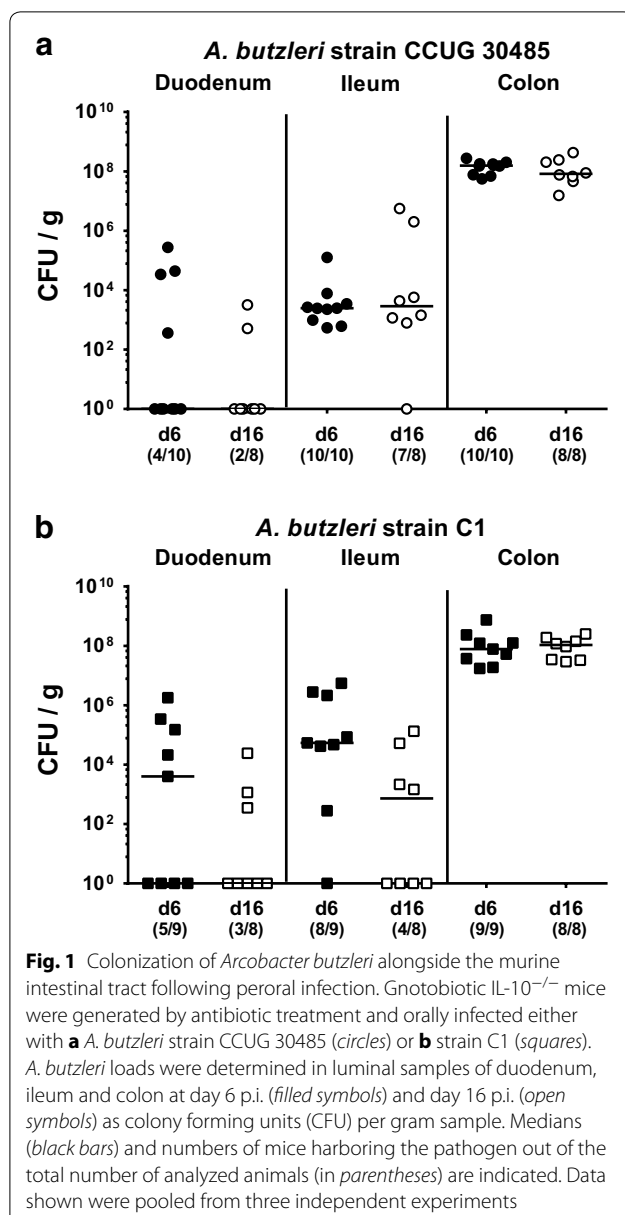 a
A. butzleri strain CCUG 30485
Duodenum Ileum Colon
10^10
10^8
10^6
10^4
10^2
10^0
CFU / g
d6 d16 d6 d16 d6 d16
(4/10) (2/8) (10/10) (7/8) (10/10) (8/8)
b
A. butzleri strain C1
Duodenum Ileum Colon
10^10
10^8
10^6
10^4
10^2
10^0
CFU / g
d6 d16 d6 d16 d6 d16
(5/9) (3/8) (8/9) (4/8) (9/9) (8/8)
Fig. 1 Colonization of Arcobacter butzleri alongside the murine
intestinal tract following peroral infection. Gnotobiotic IL-10−/− mice
were generated by antibiotic treatment and orally infected either
with a A. butzleri strain CCUG 30485 (circles) or b strain C1 (squares).
A. butzleri loads were determined in luminal samples of duodenum,
ileum and colon at day 6 p.i. (filled symbols) and day 16 p.i. (open
symbols) as colony forming units (CFU) per gram sample. Medians
(black bars) and numbers of mice harboring the pathogen out of the
total number of analyzed animals (in parentheses) are indicated. Data
shown were pooled from three independent experiments